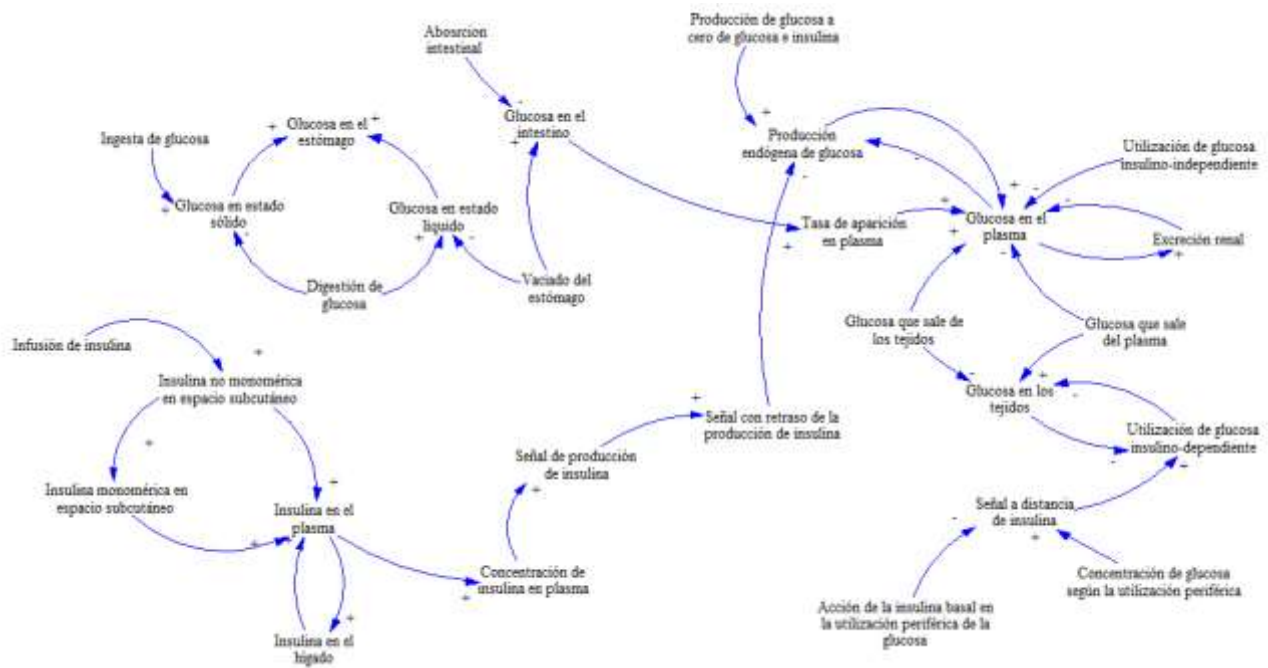 Producción de glucosa a
cero de glucosa e insulina
Abosrcion
intestinal
Glucosa en el
intestino
Ingesta de glucosa
Glucosa en el
estómago
Producción
endógena de glucosa
Utilización de glucosa
insulino-independiente
Glucosa en estado
sólido
Glucosa en estado
líquido
Tasa de aparición
en plasma
Glucosa en el
plasma
Excreción renal
Digestión de
glucosa
Vaciado del
estómago
Glucosa que sale de
los tejidos
Glucosa que sale
del plasma
Infusión de insulina
Insulina no monomérica
en espacio subcutáneo
Glucosa en los
tejidos
Señal con retraso de la
producción de insulina
Utilización de glucosa
insulino-dependiente
Señal de producción
de insulina
Insulina monomérica en
espacio subcutáneo
Insulina en el
plasma
Señal a distancia
de insulina
Concentración de
insulina en plasma
Concentración de glucosa
según la utilización periférica
Acción de la insulina basal en
la utilización periférica de la
glucosa
Insulina en el
hígado